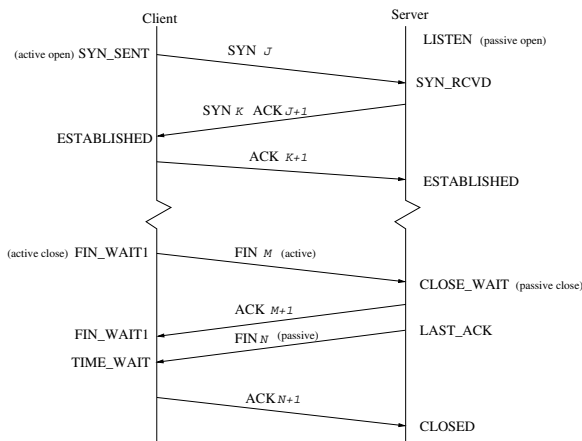 Client
Server
LISTEN (passive open)
(active open) SYN_SENT
SYN J
SYN_RCVD
SYN K ACK J+1
ESTABLISHED
ACK K+1
ESTABLISHED
(active close) FIN_WAIT1
FIN M (active)
CLOSE_WAIT (passive close)
ACK M+1
FIN_WAIT1
FIN N (passive)
LAST_ACK
TIME_WAIT
ACK N+1
CLOSED